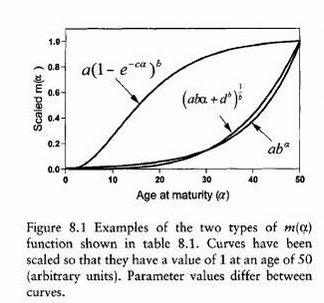 1.0
0.8
0.6
0.4
0.2
0.0
Scaled m(α)
a(1 - e^{-cα})^b
(abα + d^b)^{1/b}
ab^α
0 10 20 30 40 50
Age at maturity (α)
Figure 8.1 Examples of the two types of m(α)
function shown in table 8.1. Curves have been
scaled so that they have a value of 1 at an age of 50
(arbitrary units). Parameter values differ between
curves.